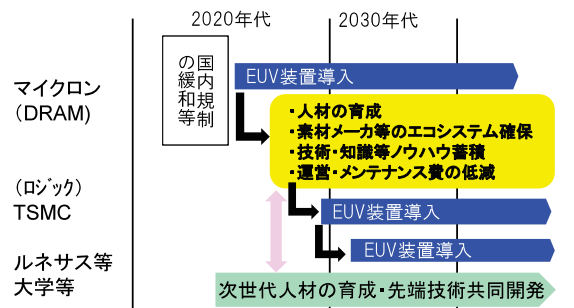 2020年代
2030年代
国内規制
の緩和等
マイクロン
（DRAM）
EUV装置導入
・人材の育成
・素材メーカ等のエコシステム確保
・技術・知識等ノウハウ蓄積
・運営・メンテナンス費の低減
（ﾛｼﾞｯｸ）
TSMC
EUV装置導入
EUV装置導入
ルネサス等
大学等
次世代人材の育成・先端技術共同開発